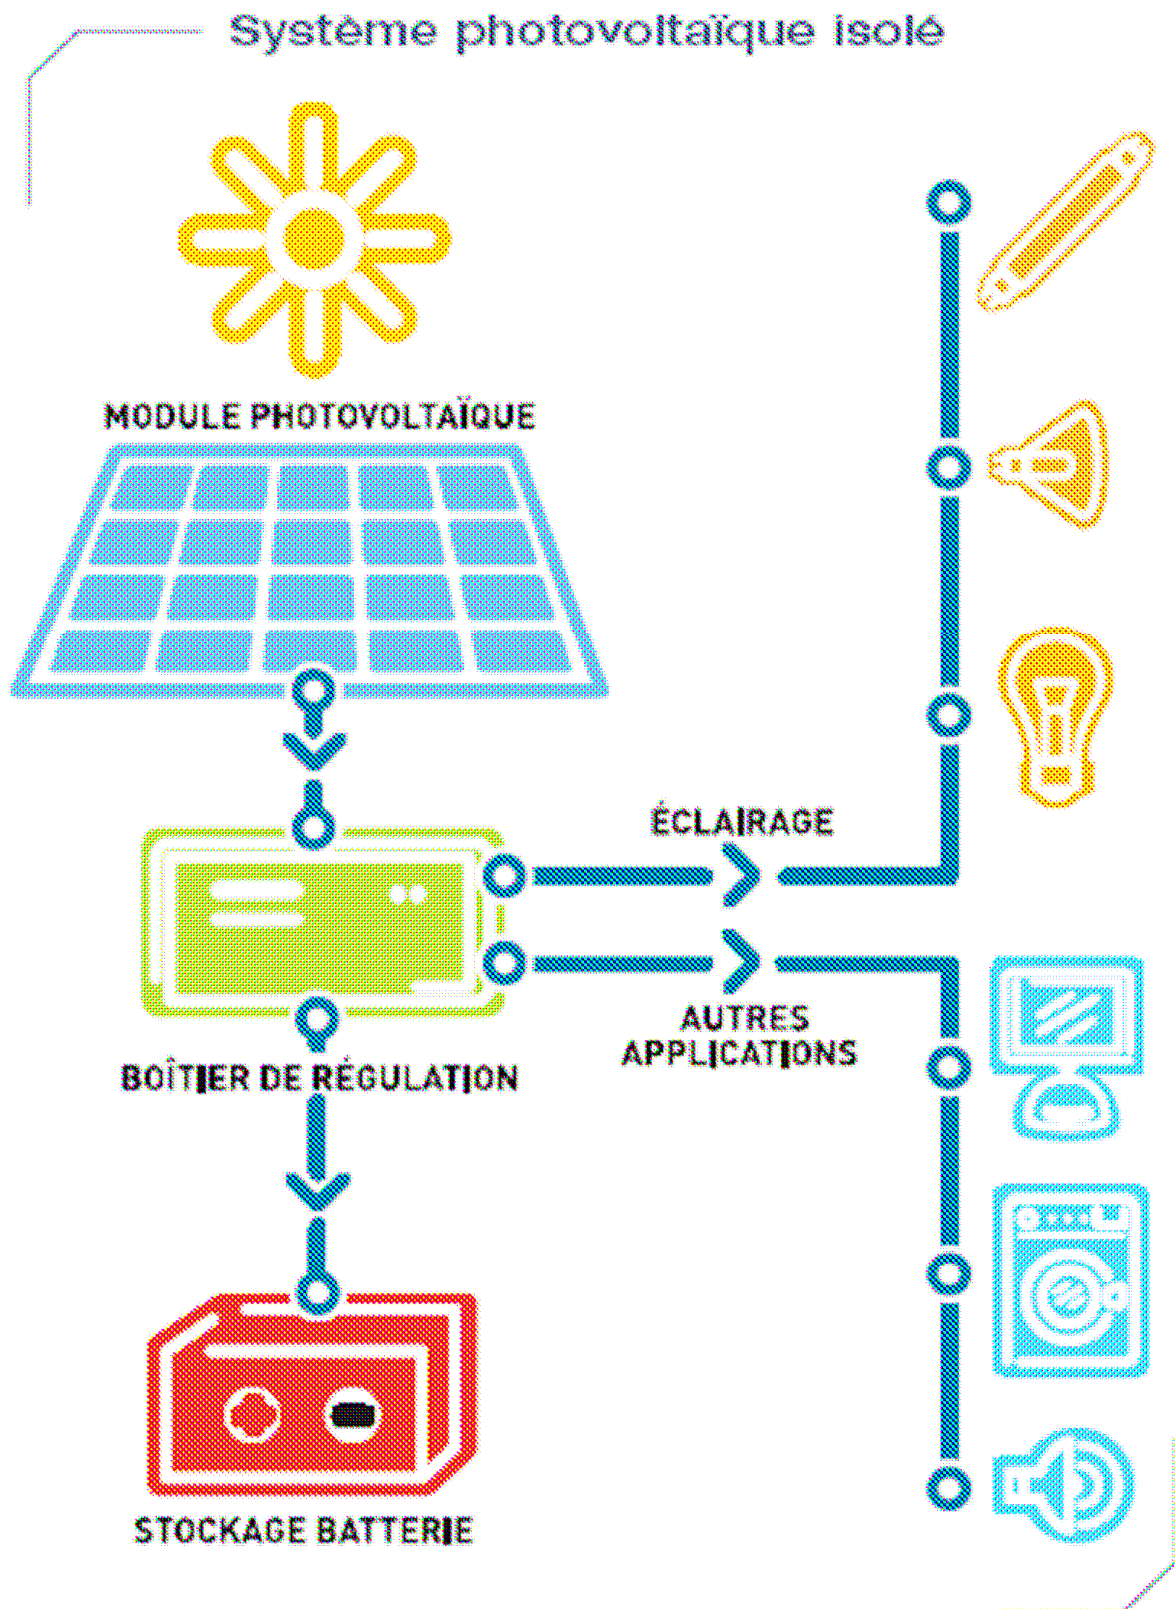 Système photovoltaïque isolé
MODULE PHOTOVOLTAÏQUE
ÉCLAIRAGE
AUTRES
APPLICATIONS
BOÎTIER DE RÉGULATION
STOCKAGE BATTERIE